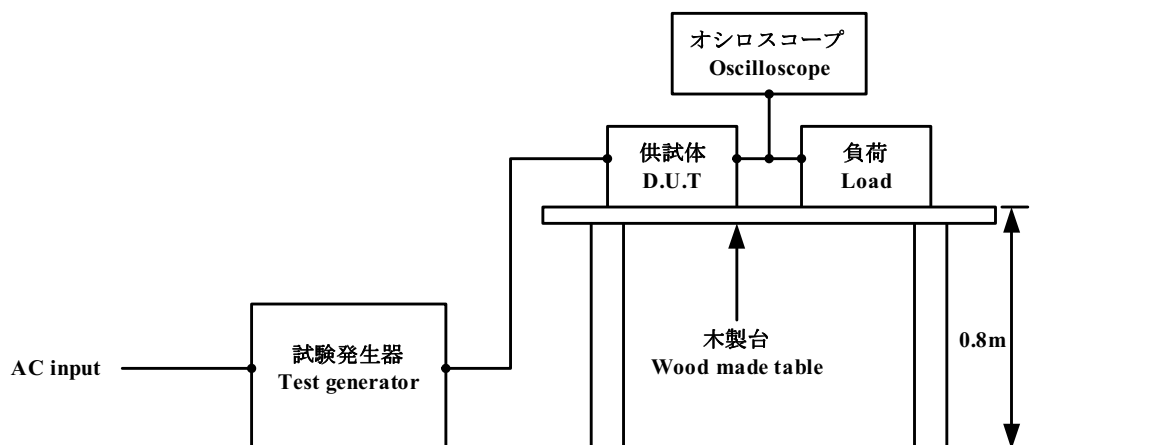 オシロスコープ
Oscilloscope
供試体
D.U.T
負荷
Load
木製台
Wood made table
0.8m
AC input
試験発生器
Test generator